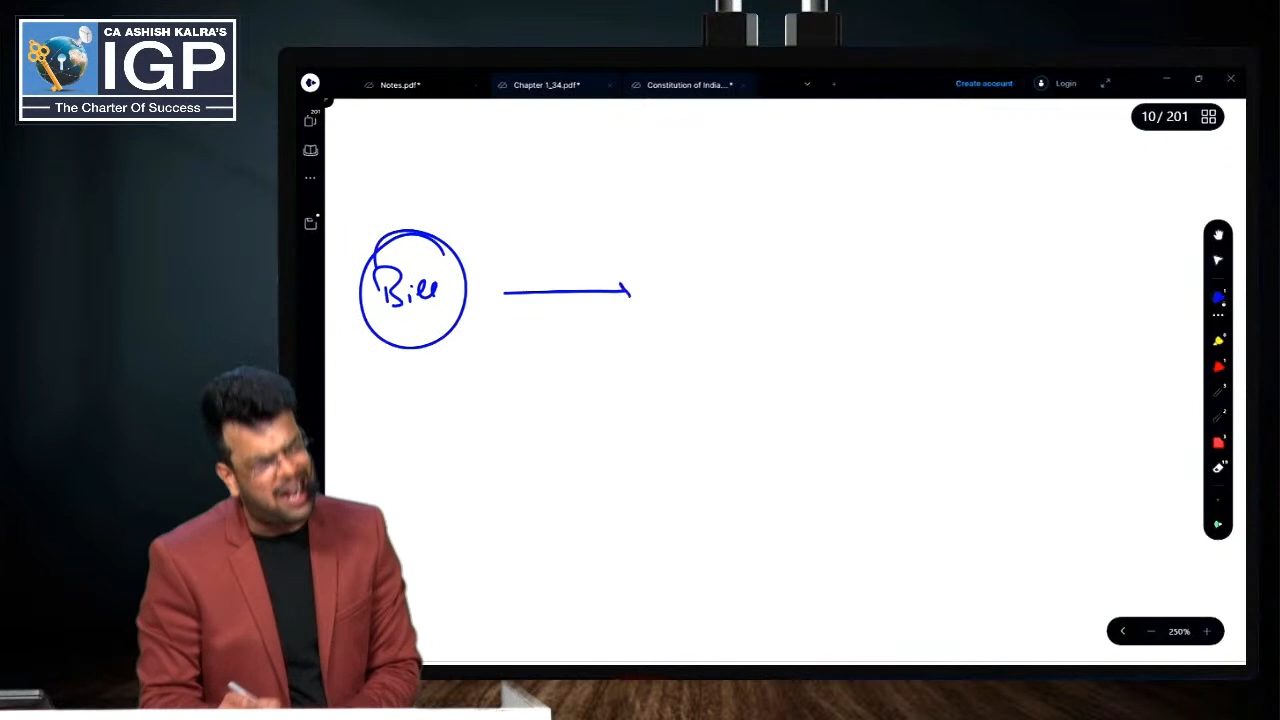 CA ASHISH KALRA'S
IGP
The Charter Of Success
Notes.pdf*
Chapter 1_34.pdf*
Constitution of India....*
Create account
Login
201
10/ 201
Bill
250%